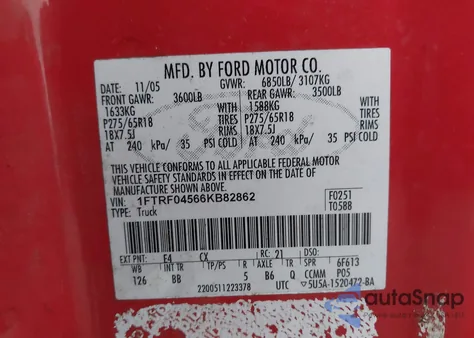 MFD. BY FORD MOTOR CO.
DATE: 11/05 GVWR: 6850LB/ 3107KG
FRONT GAWR: 3600LB REAR GAWR: 3500LB
1633KG WITH 1588KG WITH
P275/65R18 TIRES P275/65R18 TIRES
18X7.5J RIMS 18X7.5J RIMS
AT 240 kPa/ 35 PSI COLD AT 240 kPa/ 35 PSI COLD
THIS VEHICLE CONFORMS TO ALL APPLICABLE FEDERAL MOTOR
VEHICLE SAFETY STANDARDS IN EFFECT ON THE DATE OF
MANUFACTURE SHOWN ABOVE.
VIN: 1FTRF04566KB82862
TYPE: Truck
F0251
T05BB
EXT PNT: E4 CX RC: 21 DSO:
WB INT TR TP/PS R AXLE TR SPR 6F613
126 BB 5 B6 Q CCMM P05
2200511223378 UTC 5U5A-1520472-BA
autoSnap